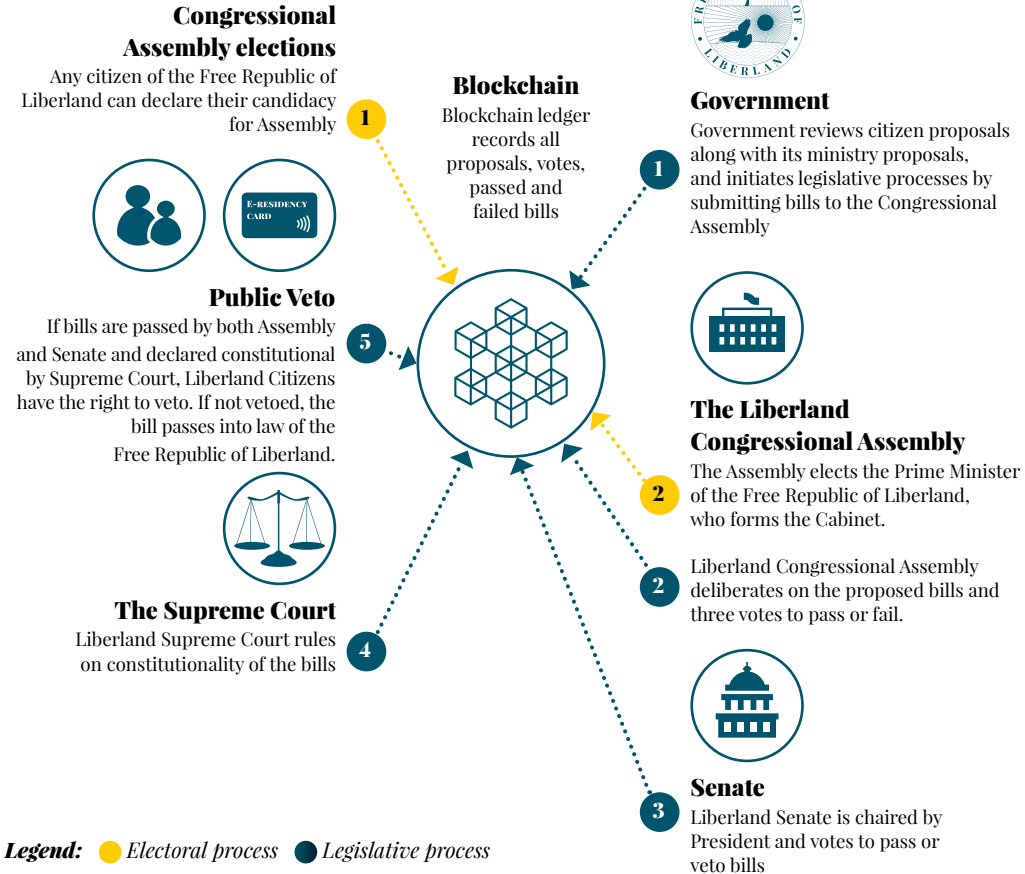 Congressional
Assembly elections
Any citizen of the Free Republic of
Liberland can declare their candidacy
for Assembly
1
E-RESIDENCY
CARD
Public Veto
If bills are passed by both Assembly
and Senate and declared constitutional
by Supreme Court, Liberland Citizens
have the right to veto. If not vetoed, the
bill passes into law of the
Free Republic of Liberland.
5
The Supreme Court
Liberland Supreme Court rules
on constitutionality of the bills
4
Blockchain
Blockchain ledger
records all
proposals, votes,
passed and
failed bills
OF
LIBERLAND
Government
Government reviews citizen proposals
along with its ministry proposals,
and initiates legislative processes by
submitting bills to the Congressional
Assembly
1
The Liberland
Congressional Assembly
The Assembly elects the Prime Minister
of the Free Republic of Liberland,
who forms the Cabinet.
2
Liberland Congressional Assembly
deliberates on the proposed bills and
three votes to pass or fail.
2
Senate
Liberland Senate is chaired by
President and votes to pass or
veto bills
3
Legend: Electoral process Legislative process